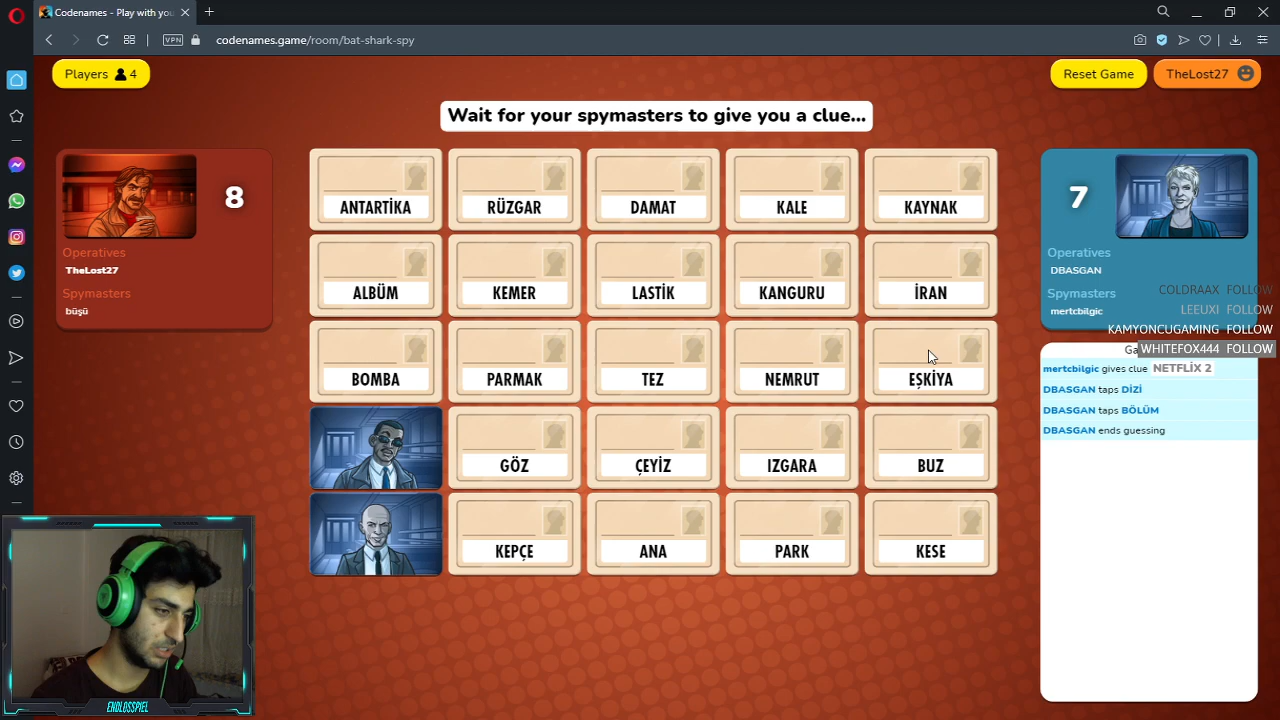 Codenames - Play with you
VPN
codenames.game/room/bat-shark-spy
Players 4
Reset Game
TheLost27
Wait for your spymasters to give you a clue...
8
Operatives
TheLost27
Spymasters
büşü
ANTARTİKA
RÜZGAR
DAMAT
KALE
KAYNAK
ALBÜM
KEMER
LASTİK
KANGURU
İRAN
BOMBA
PARMAK
TEZ
NEMRUT
EŞKİYA
GÖZ
ÇEYİZ
IZGARA
BUZ
KEPÇE
ANA
PARK
KESE
7
Operatives
DBASGAN
Spymasters
mertcbilgic
COLDRAAX FOLLOW
LEEUXI FOLLOW
KAMYONCUGAMING FOLLOW
WHITEFOX444 FOLLOW
Ga
mertcbilgic gives clue NETFLİX 2
DBASGAN taps DİZİ
DBASGAN taps BÖLÜM
DBASGAN ends guessing
ENDLOSSPIEL